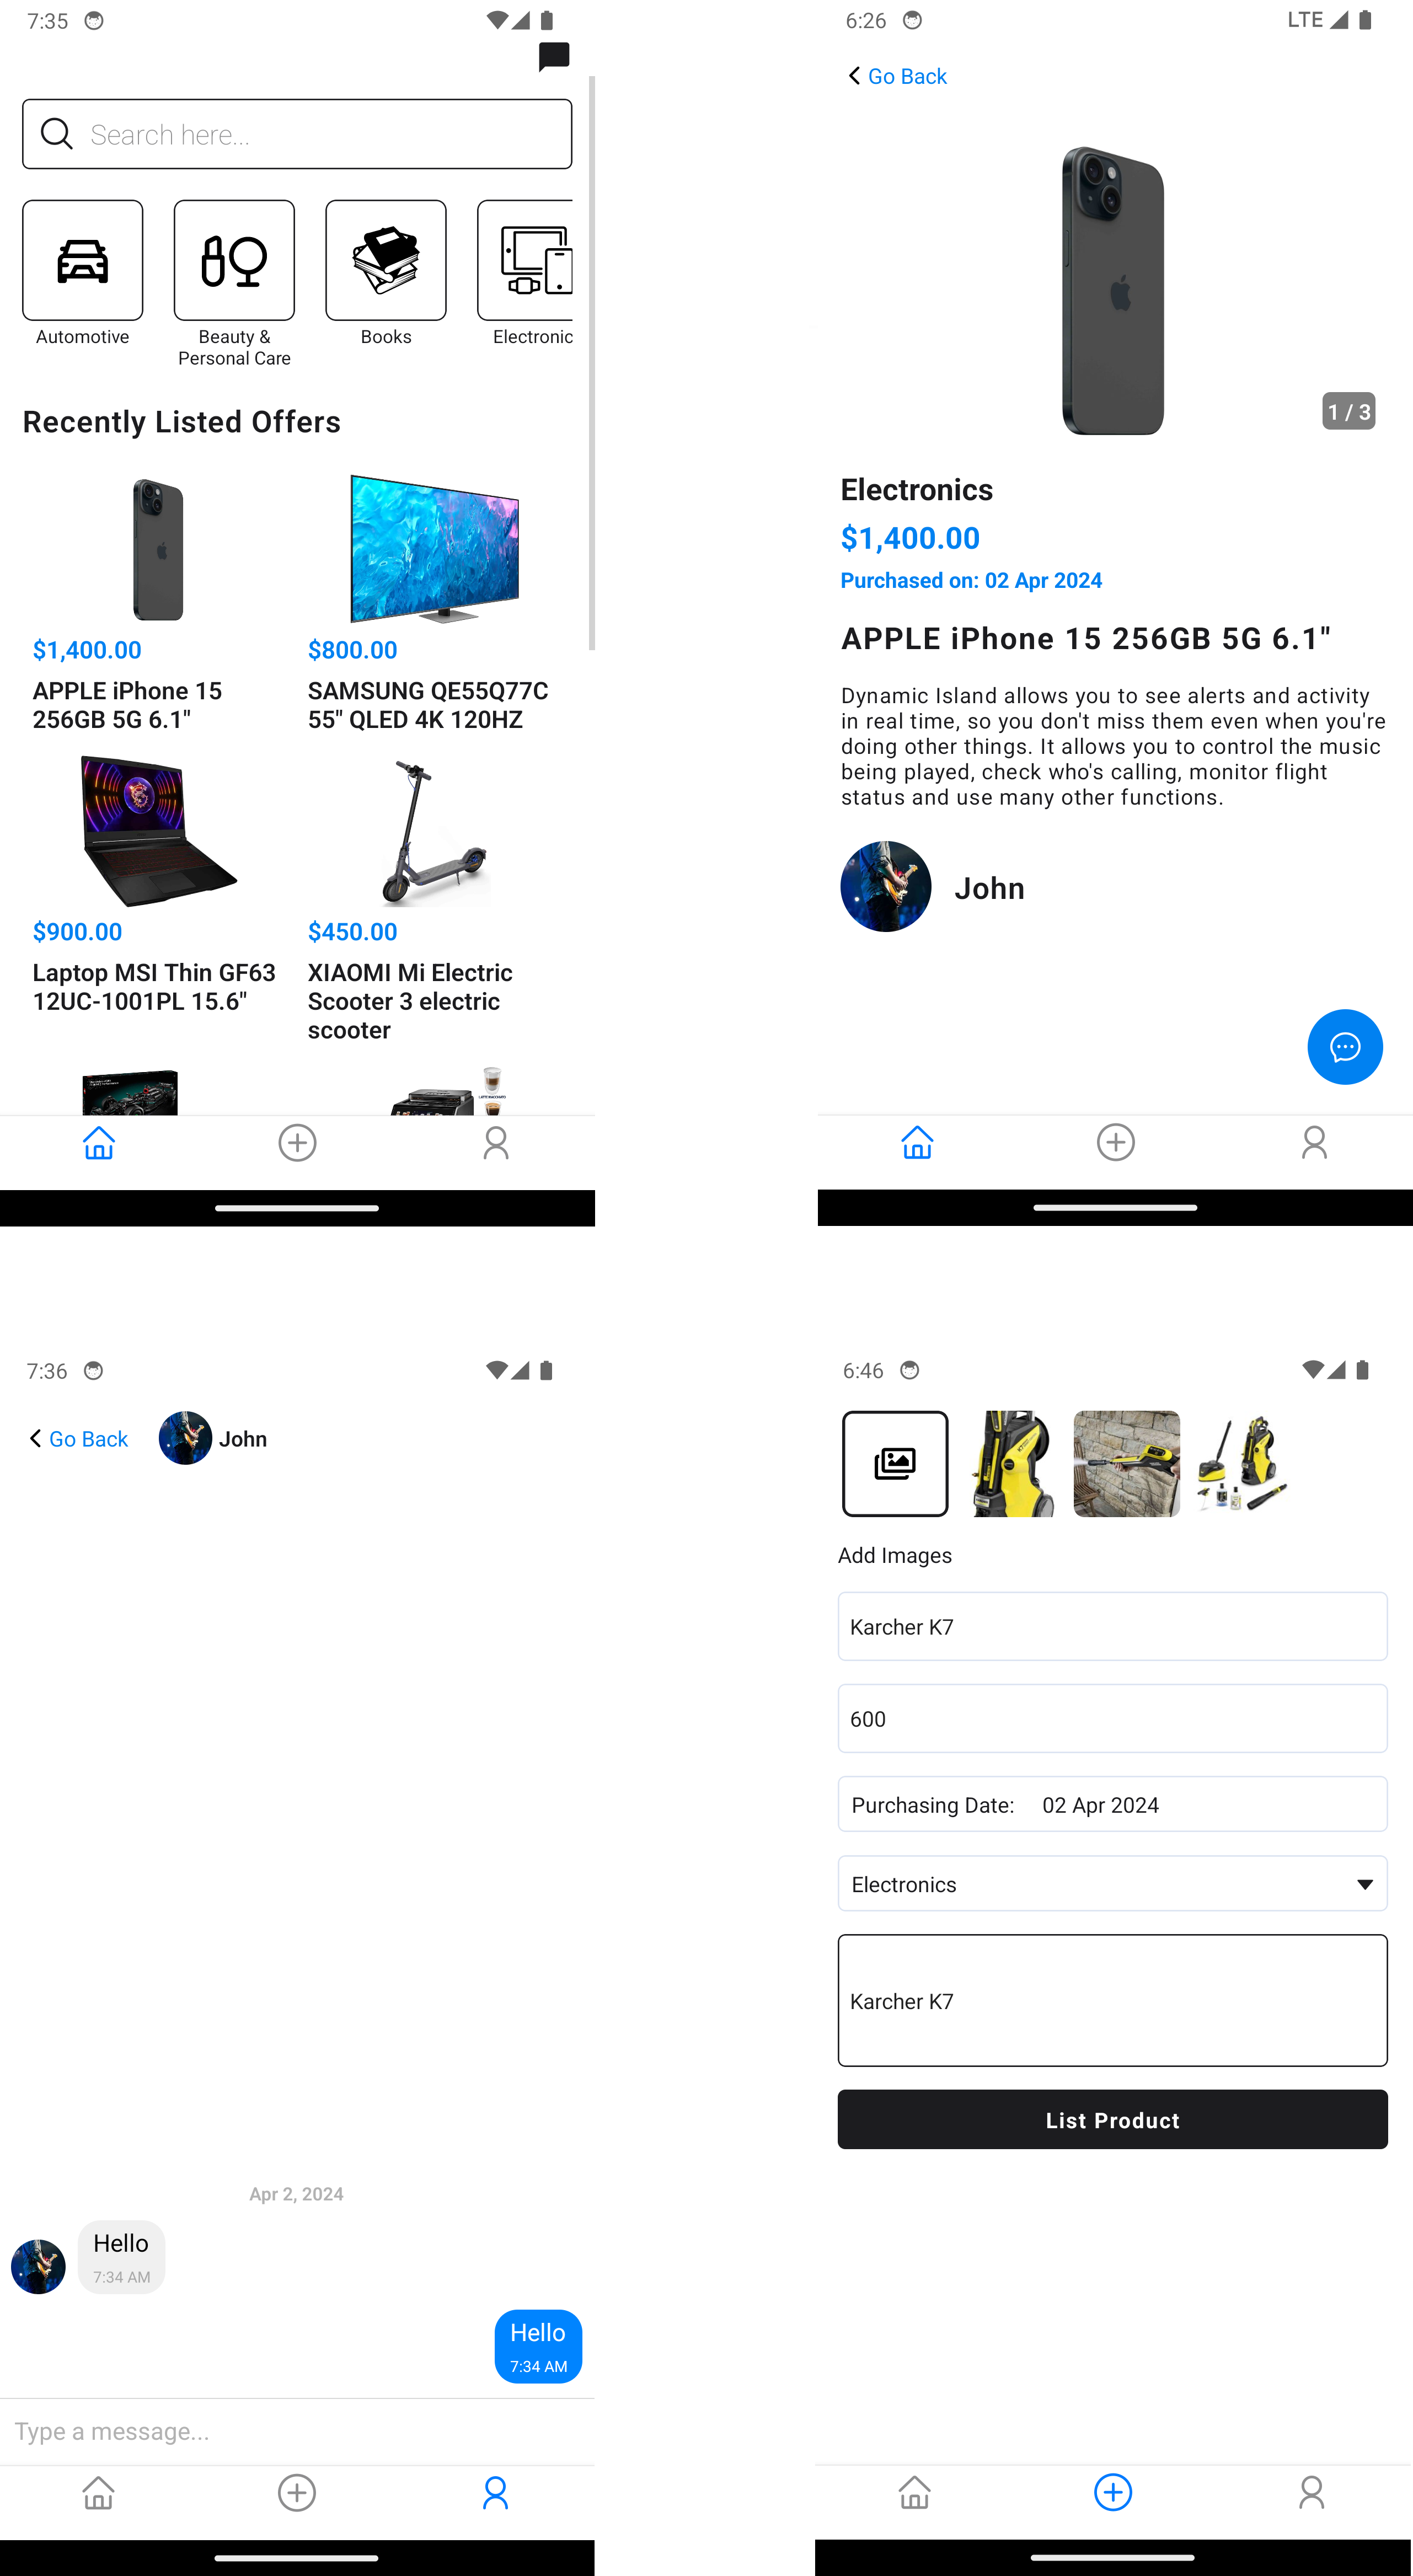 7:35
Search here...
Automotive
Beauty &
Personal Care
Books
Electronic
Recently Listed Offers
$1,400.00
APPLE iPhone 15
256GB 5G 6.1"
$800.00
SAMSUNG QE55Q77C
55" QLED 4K 120HZ
$900.00
Laptop MSI Thin GF63
12UC-1001PL 15.6"
$450.00
XIAOMI Mi Electric
Scooter 3 electric
scooter
6:26
LTE
Go Back
1 / 3
Electronics
$1,400.00
Purchased on: 02 Apr 2024
APPLE iPhone 15 256GB 5G 6.1"
Dynamic Island allows you to see alerts and activity
in real time, so you don't miss them even when you're
doing other things. It allows you to control the music
being played, check who's calling, monitor flight
status and use many other functions.
John
7:36
Go Back
John
Apr 2, 2024
Hello
7:34 AM
Hello
7:34 AM
Type a message...
6:46
Add Images
Karcher K7
600
Purchasing Date: 02 Apr 2024
Electronics
Karcher K7
List Product